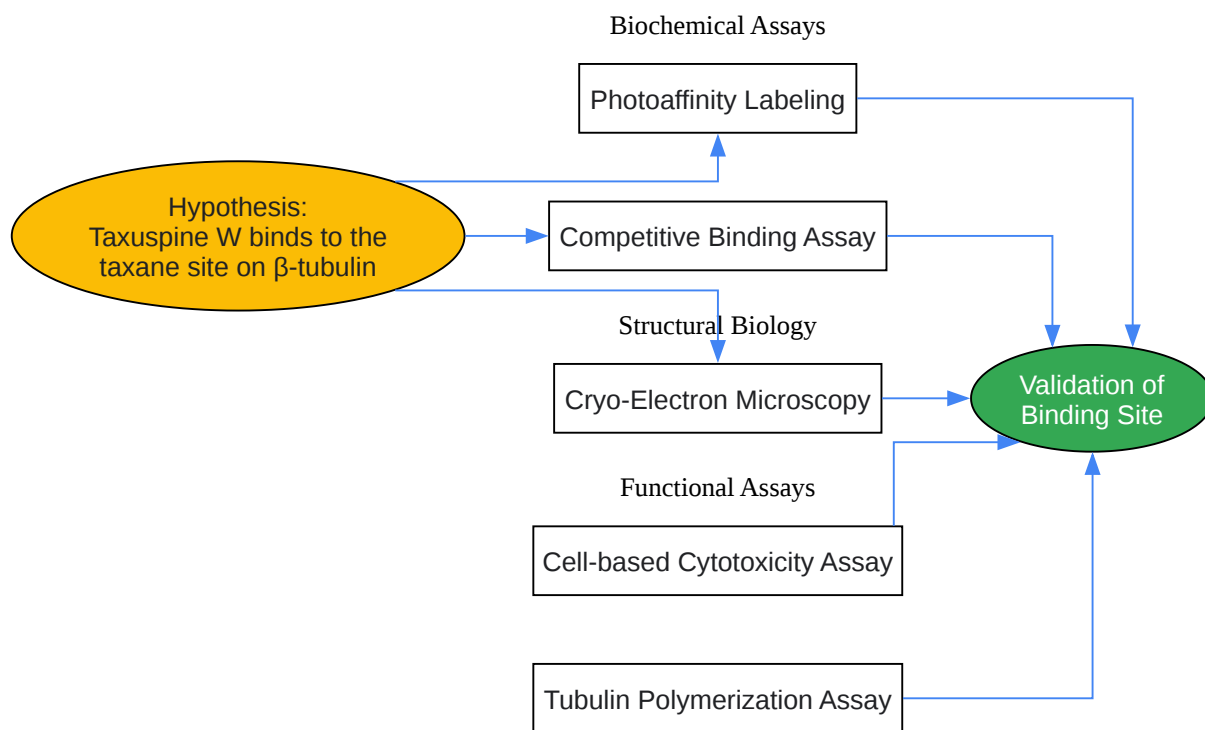 Biochemical Assays
Photoaffinity Labeling
Hypothesis:
Taxuspine W binds to the
taxane site on β-tubulin
Competitive Binding Assay
Structural Biology
Cryo-Electron Microscopy
Validation of
Binding Site
Functional Assays
Cell-based Cytotoxicity Assay
Tubulin Polymerization Assay